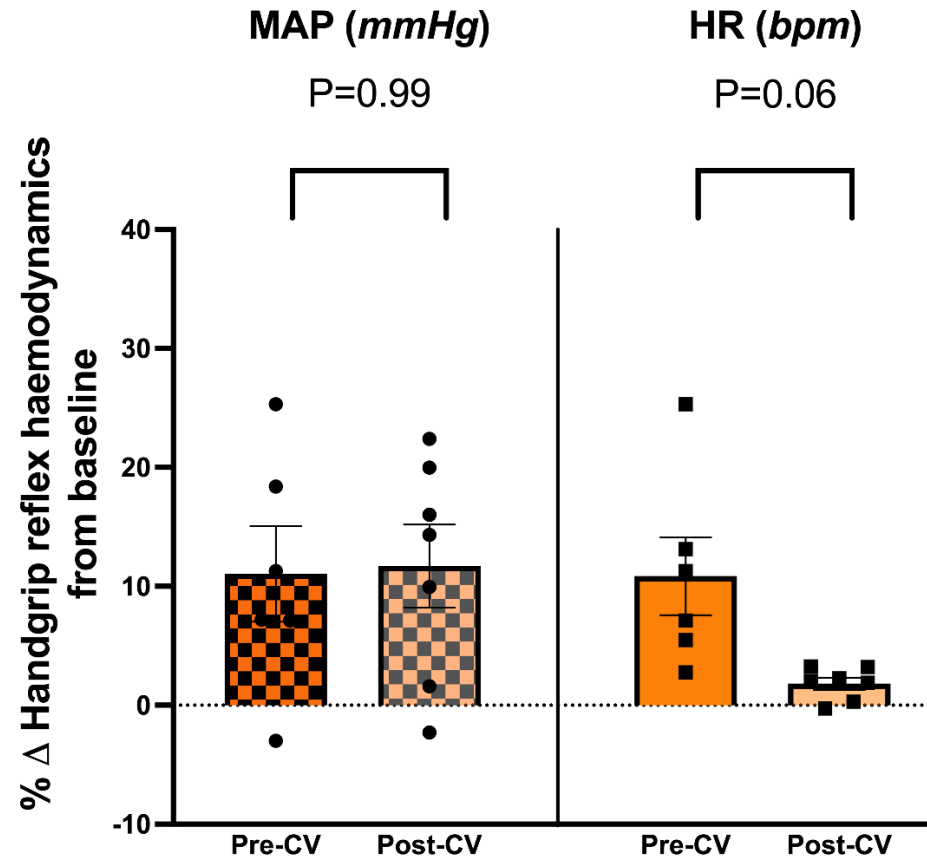 MAP (mmHg)
HR (bpm)
P=0.99
P=0.06
% Δ Handgrip reflex haemodynamics
from baseline
40
30
20
10
0
-10
Pre-CV
Post-CV
Pre-CV
Post-CV